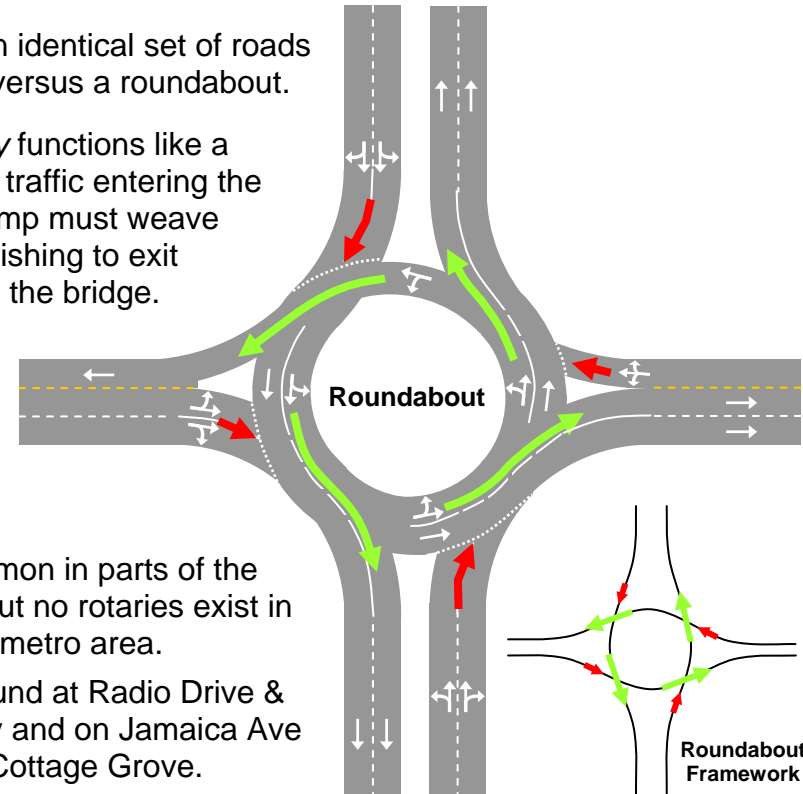 n identical set of roads
versus a roundabout.
y functions like a
traffic entering the
mp must weave
ishing to exit
the bridge.
Roundabout
mon in parts of the
ut no rotaries exist in
metro area.
und at Radio Drive &
y and on Jamaica Ave
Cottage Grove.
Roundabout
Framework